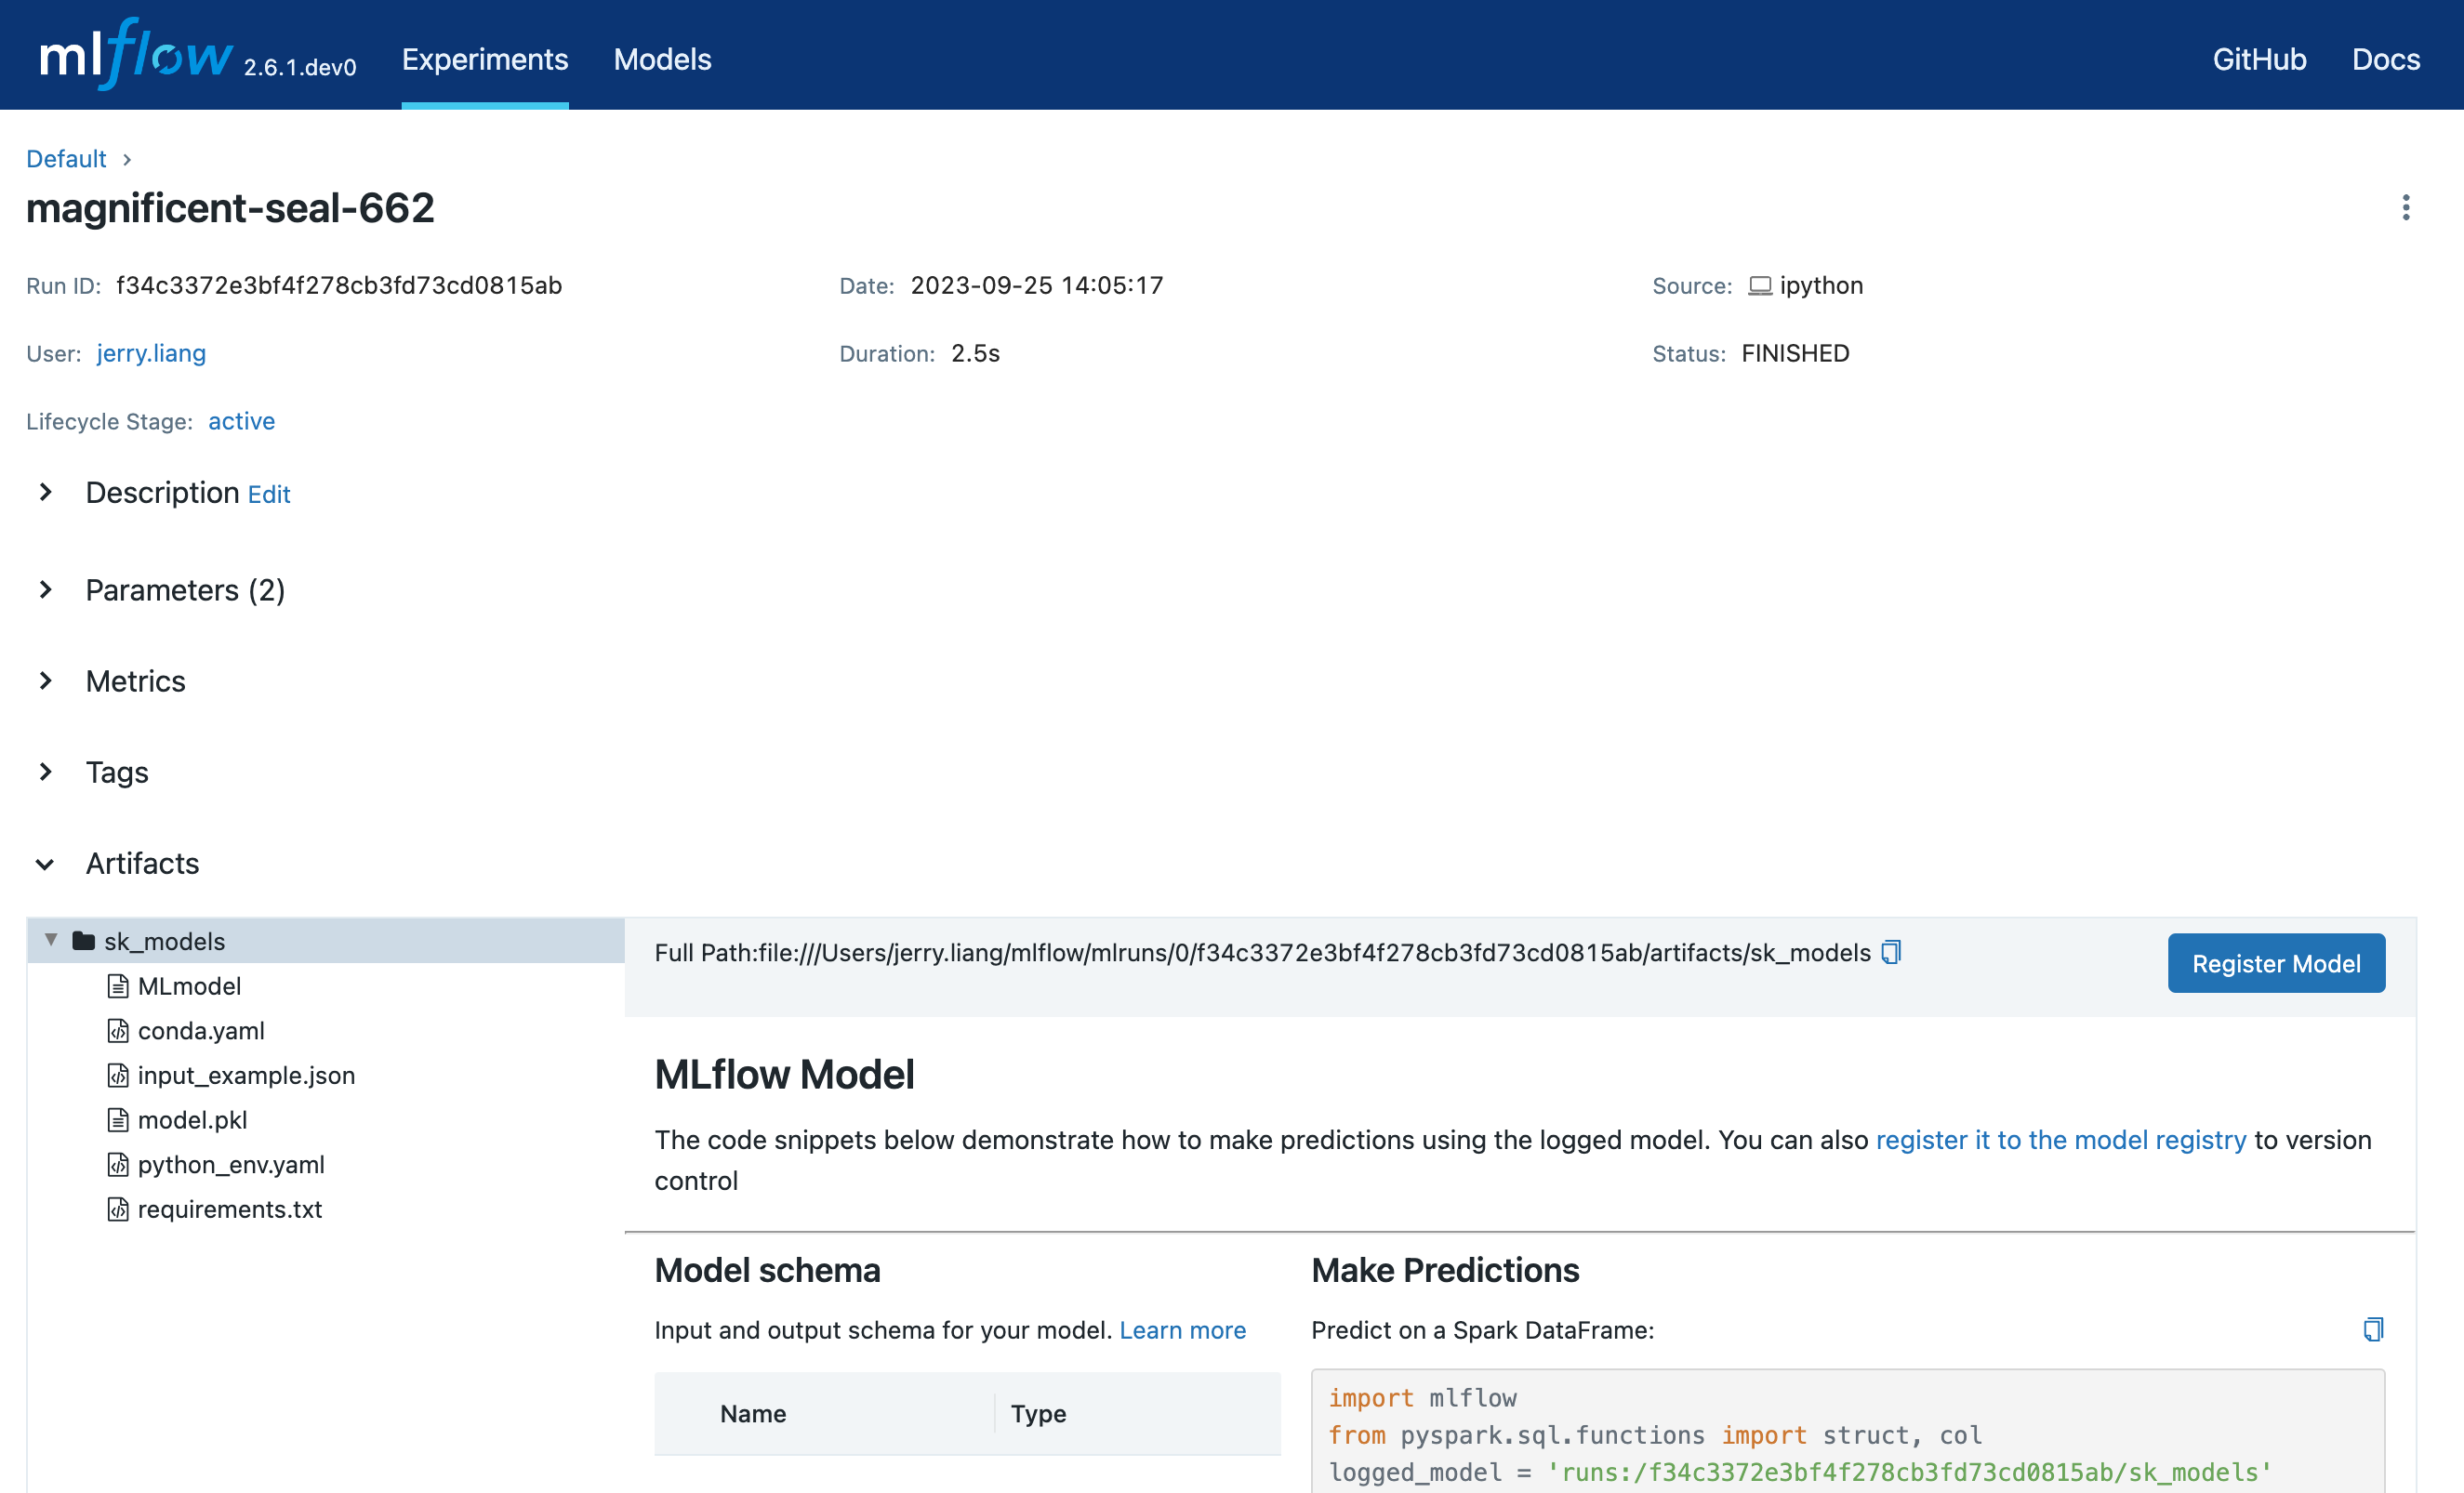 mlflow 2.6.1.dev0 Experiments Models GitHub Docs
Default
magnificent-seal-662
Run ID: f34c3372e3bf4f278cb3fd73cd0815ab Date: 2023-09-25 14:05:17 Source: ipython
User: jerry.liang Duration: 2.5s Status: FINISHED
Lifecycle Stage: active
Description Edit
Parameters (2)
Metrics
Tags
Artifacts
sk_models
MLmodel
conda.yaml
input_example.json
model.pkl
python_env.yaml
requirements.txt
Full Path:file:///Users/jerry.liang/mlflow/mlruns/0/f34c3372e3bf4f278cb3fd73cd0815ab/artifacts/sk_models
Register Model
MLflow Model
The code snippets below demonstrate how to make predictions using the logged model. You can also register it to the model registry to version
control
Model schema
Input and output schema for your model. Learn more
Name Type
Make Predictions
Predict on a Spark DataFrame:
import mlflow
from pyspark.sql.functions import struct, col
logged_model = 'runs:/f34c3372e3bf4f278cb3fd73cd0815ab/sk_models'